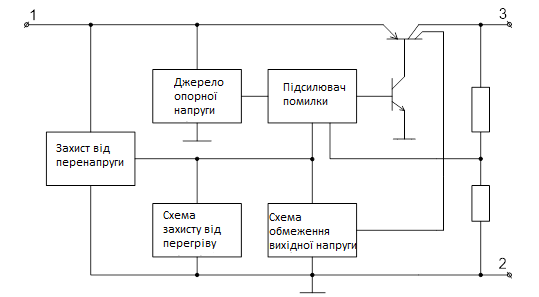 1
3
Джерело
опорної
напруги
Підсилювач
помилки
Захист від
перенапруги
Схема
захисту від
перегріву
Схема
обмеження
вихідної напруги
2